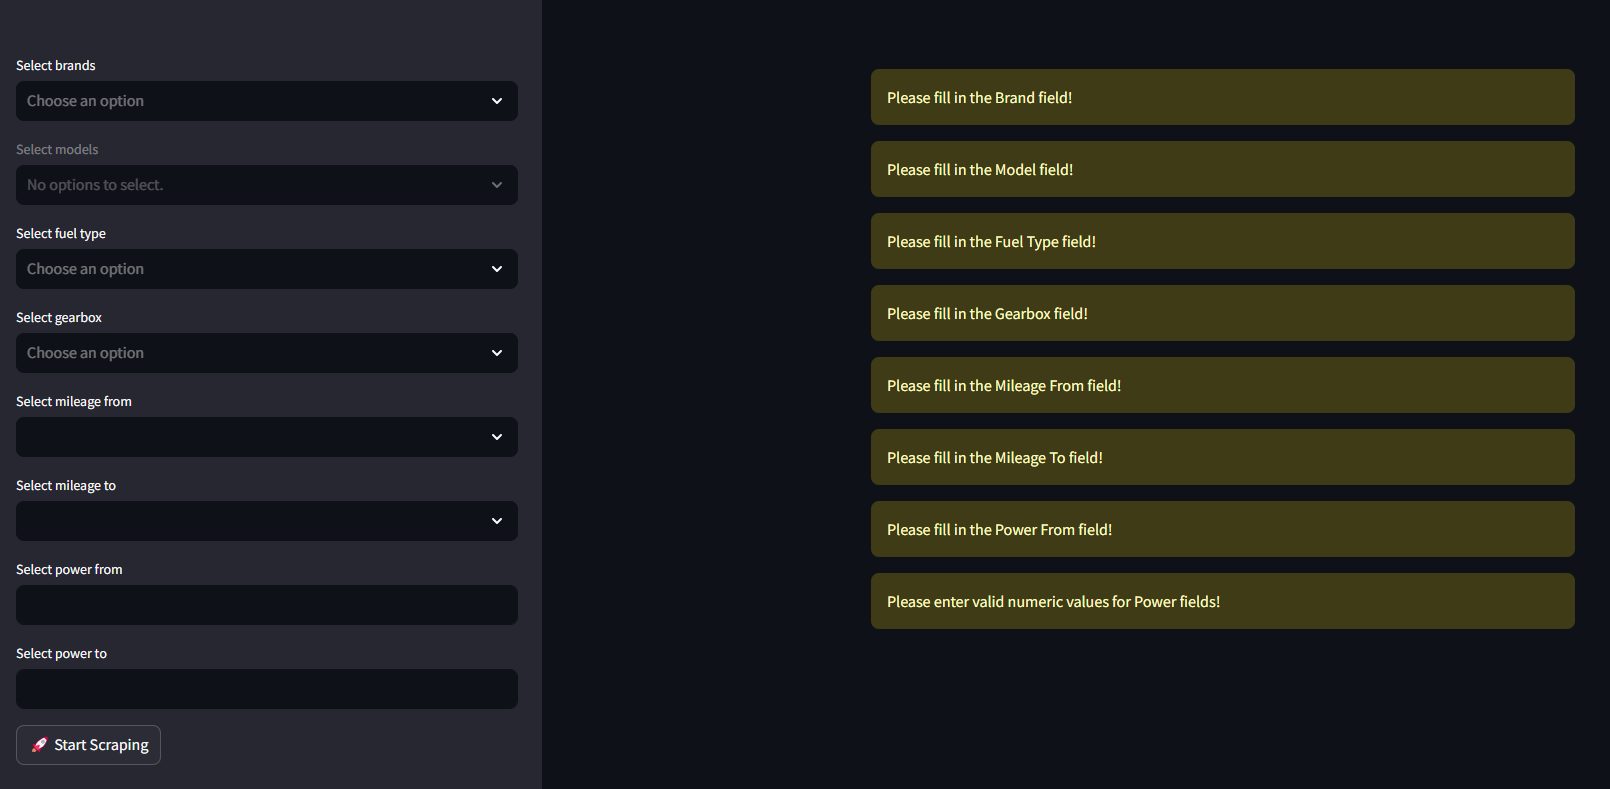 Select brands
Choose an option
Select models
No options to select.
Select fuel type
Choose an option
Select gearbox
Choose an option
Select mileage from
Select mileage to
Select power from
Select power to
🚀 Start Scraping
Please fill in the Brand field!
Please fill in the Model field!
Please fill in the Fuel Type field!
Please fill in the Gearbox field!
Please fill in the Mileage From field!
Please fill in the Mileage To field!
Please fill in the Power From field!
Please enter valid numeric values for Power fields!